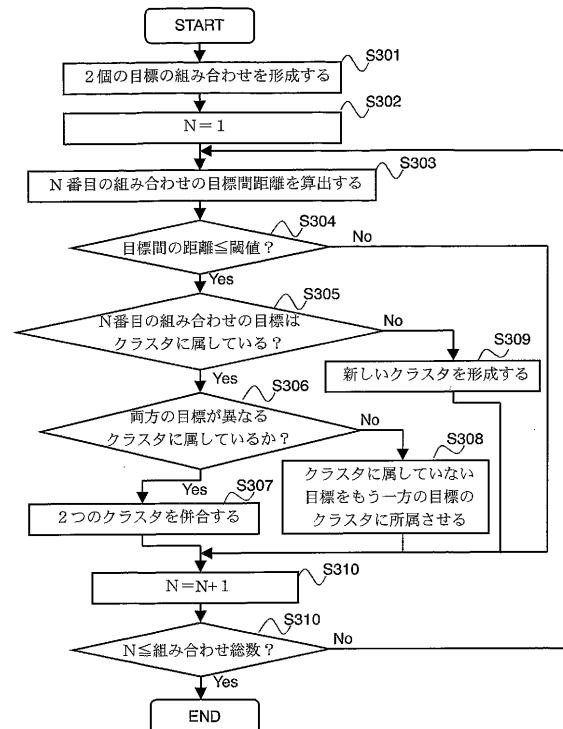 START
S301
２個の目標の組み合わせを形成する
S302
N＝１
S303
N番目の組み合わせの目標間距離を算出する
S304
目標間の距離≦閾値？
No
Yes
S305
N番目の組み合わせの目標は
クラスタに属している？
No
Yes
S309
新しいクラスタを形成する
S306
両方の目標が異なる
クラスタに属しているか？
No
Yes
S308
クラスタに属していない
目標をもう一方の目標の
クラスタに所属させる
S307
２つのクラスタを併合する
S310
N＝N+１
S310
N≦組み合わせ総数？
No
Yes
END